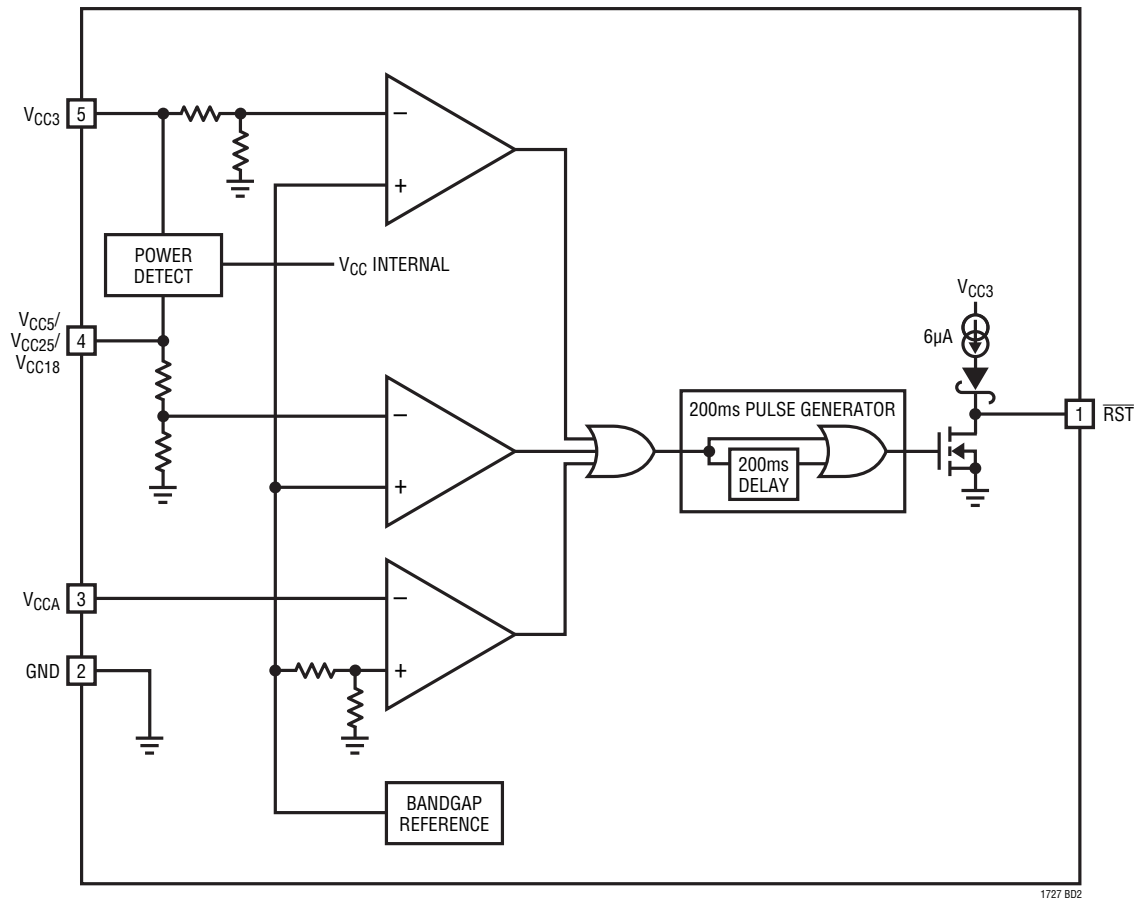 VCC3
5
−
+
POWER
DETECT
VCC INTERNAL
VCC5/
VCC25/
VCC18
4
−
+
VCC3
6µA
200ms PULSE GENERATOR
200ms
DELAY
1
RST
VCCA
3
−
+
GND
2
BANDGAP
REFERENCE
1727 BD2